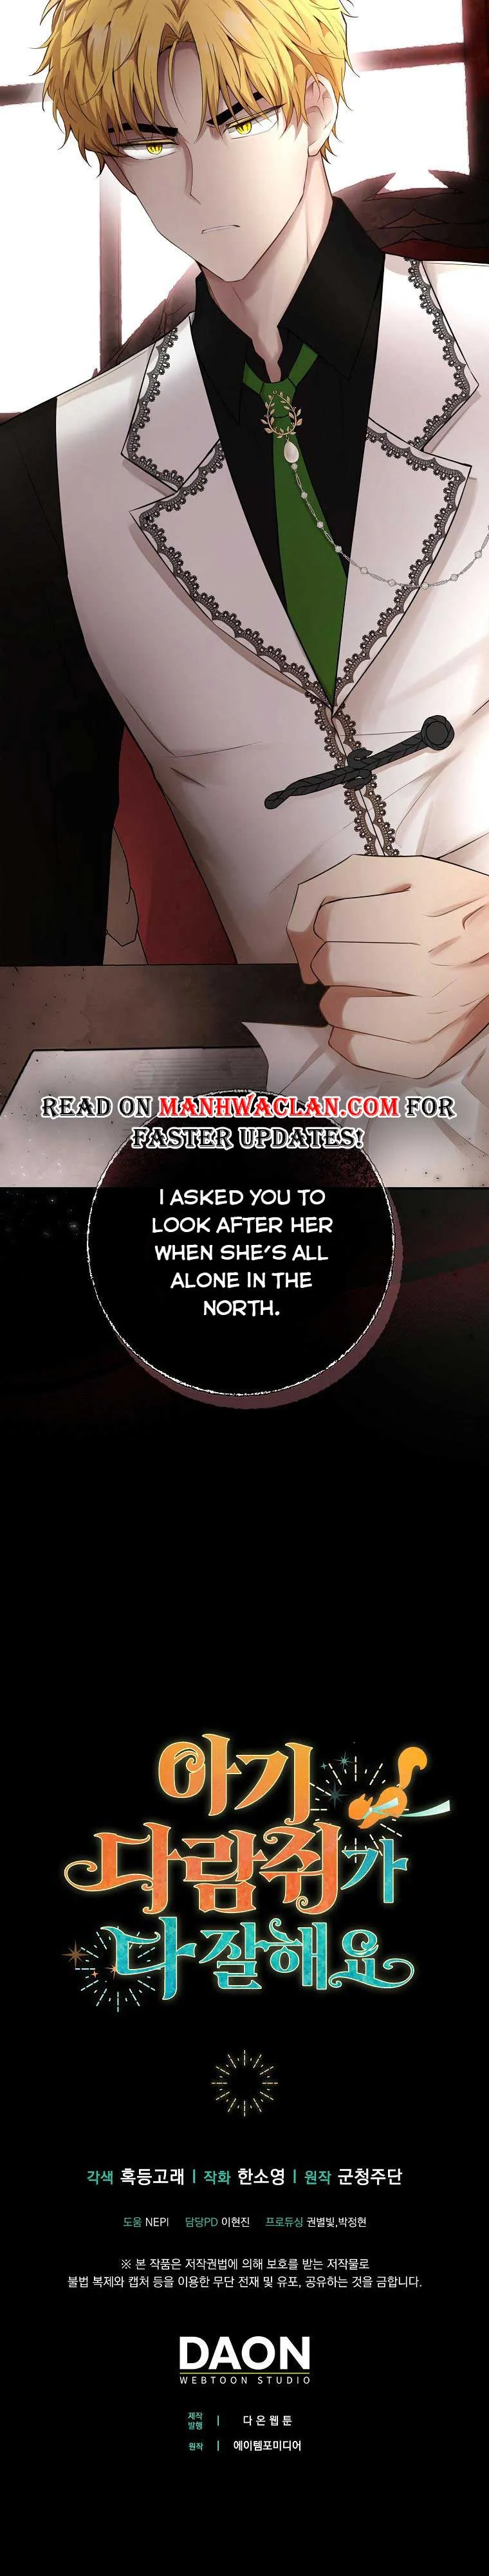 READ ON MANHWACLAN.COM FOR
FASTER UPDATES!
I ASKED YOU TO
LOOK AFTER HER
WHEN SHE'S ALL
ALONE IN THE
NORTH.
아기
다람쥐가
다 잘해요
각색 혹등고래 | 작화 한소영 | 원작 군청주단
도움 NEPI 담당PD 이현진 프로듀싱 권별빛,박정현
※ 본 작품은 저작권법에 의해 보호를 받는 저작물로
불법 복제와 캡처 등을 이용한 무단 전재 및 유포, 공유하는 것을 금합니다.
DAON
WEBTOON STUDIO
제작
발행 | 다온웹툰
원작 | 에이템포미디어